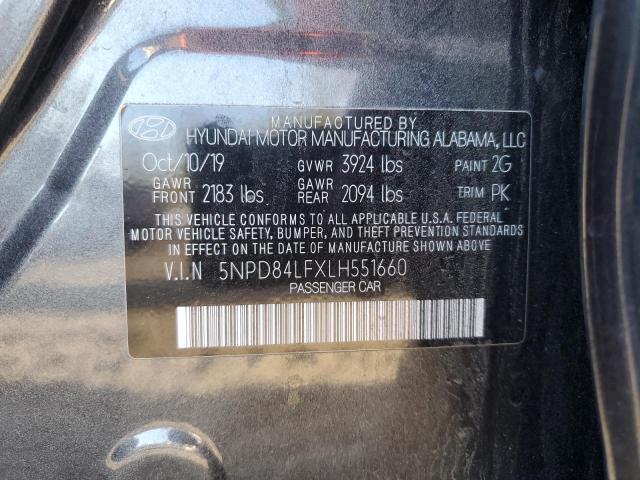 MANUFACTURED BY
HYUNDAI MOTOR MANUFACTURING ALABAMA, LLC
Oct/10/19 GVWR 3924 lbs PAINT 2G
GAWR FRONT 2183 lbs GAWR REAR 2094 lbs TRIM PK
THIS VEHICLE CONFORMS TO ALL APPLICABLE U.S.A. FEDERAL
MOTOR VEHICLE SAFETY, BUMPER, AND THEFT PREVENTION
STANDARDS IN EFFECT ON THE DATE OF MANUFACTURE SHOWN ABOVE.
V.I.N 5NPD84LFXLH551660
PASSENGER CAR